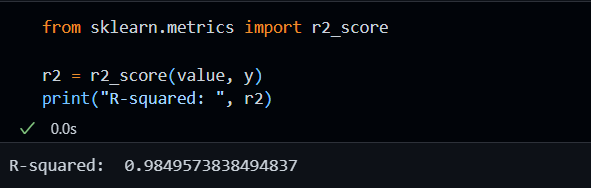 from sklearn.metrics import r2_score
r2 = r2_score(value, y)
print("R-squared: ", r2)
0.0s
R-squared:  0.9849573838494837